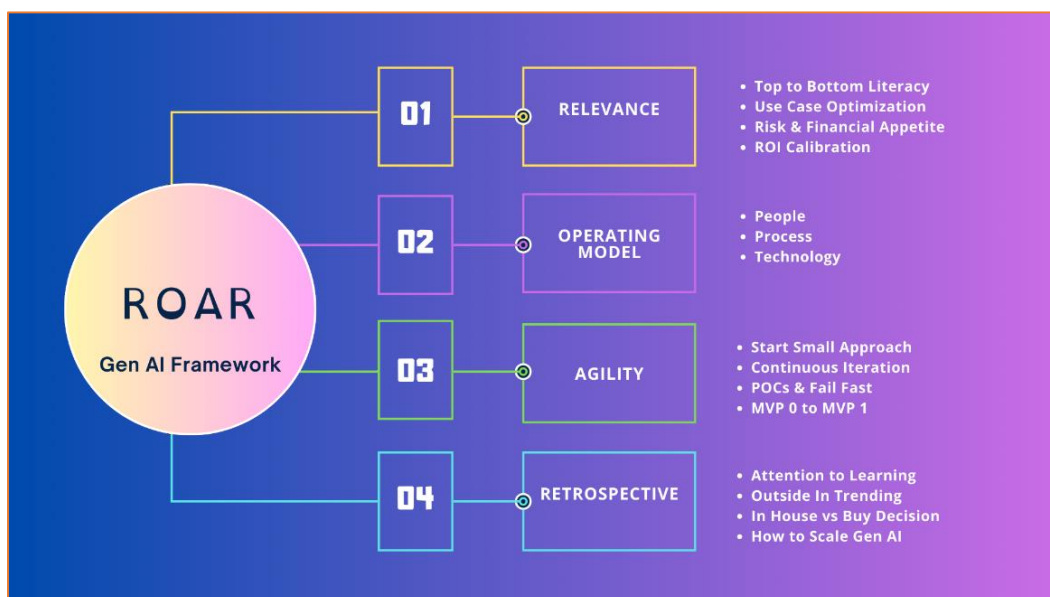 ROAR
Gen AI Framework
01
RELEVANCE
• Top to Bottom Literacy
• Use Case Optimization
• Risk & Financial Appetite
• ROI Calibration
02
OPERATING
MODEL
• People
• Process
• Technology
03
AGILITY
• Start Small Approach
• Continuous Iteration
• POCs & Fail Fast
• MVP 0 to MVP 1
04
RETROSPECTIVE
• Attention to Learning
• Outside In Trending
• In House vs Buy Decision
• How to Scale Gen AI